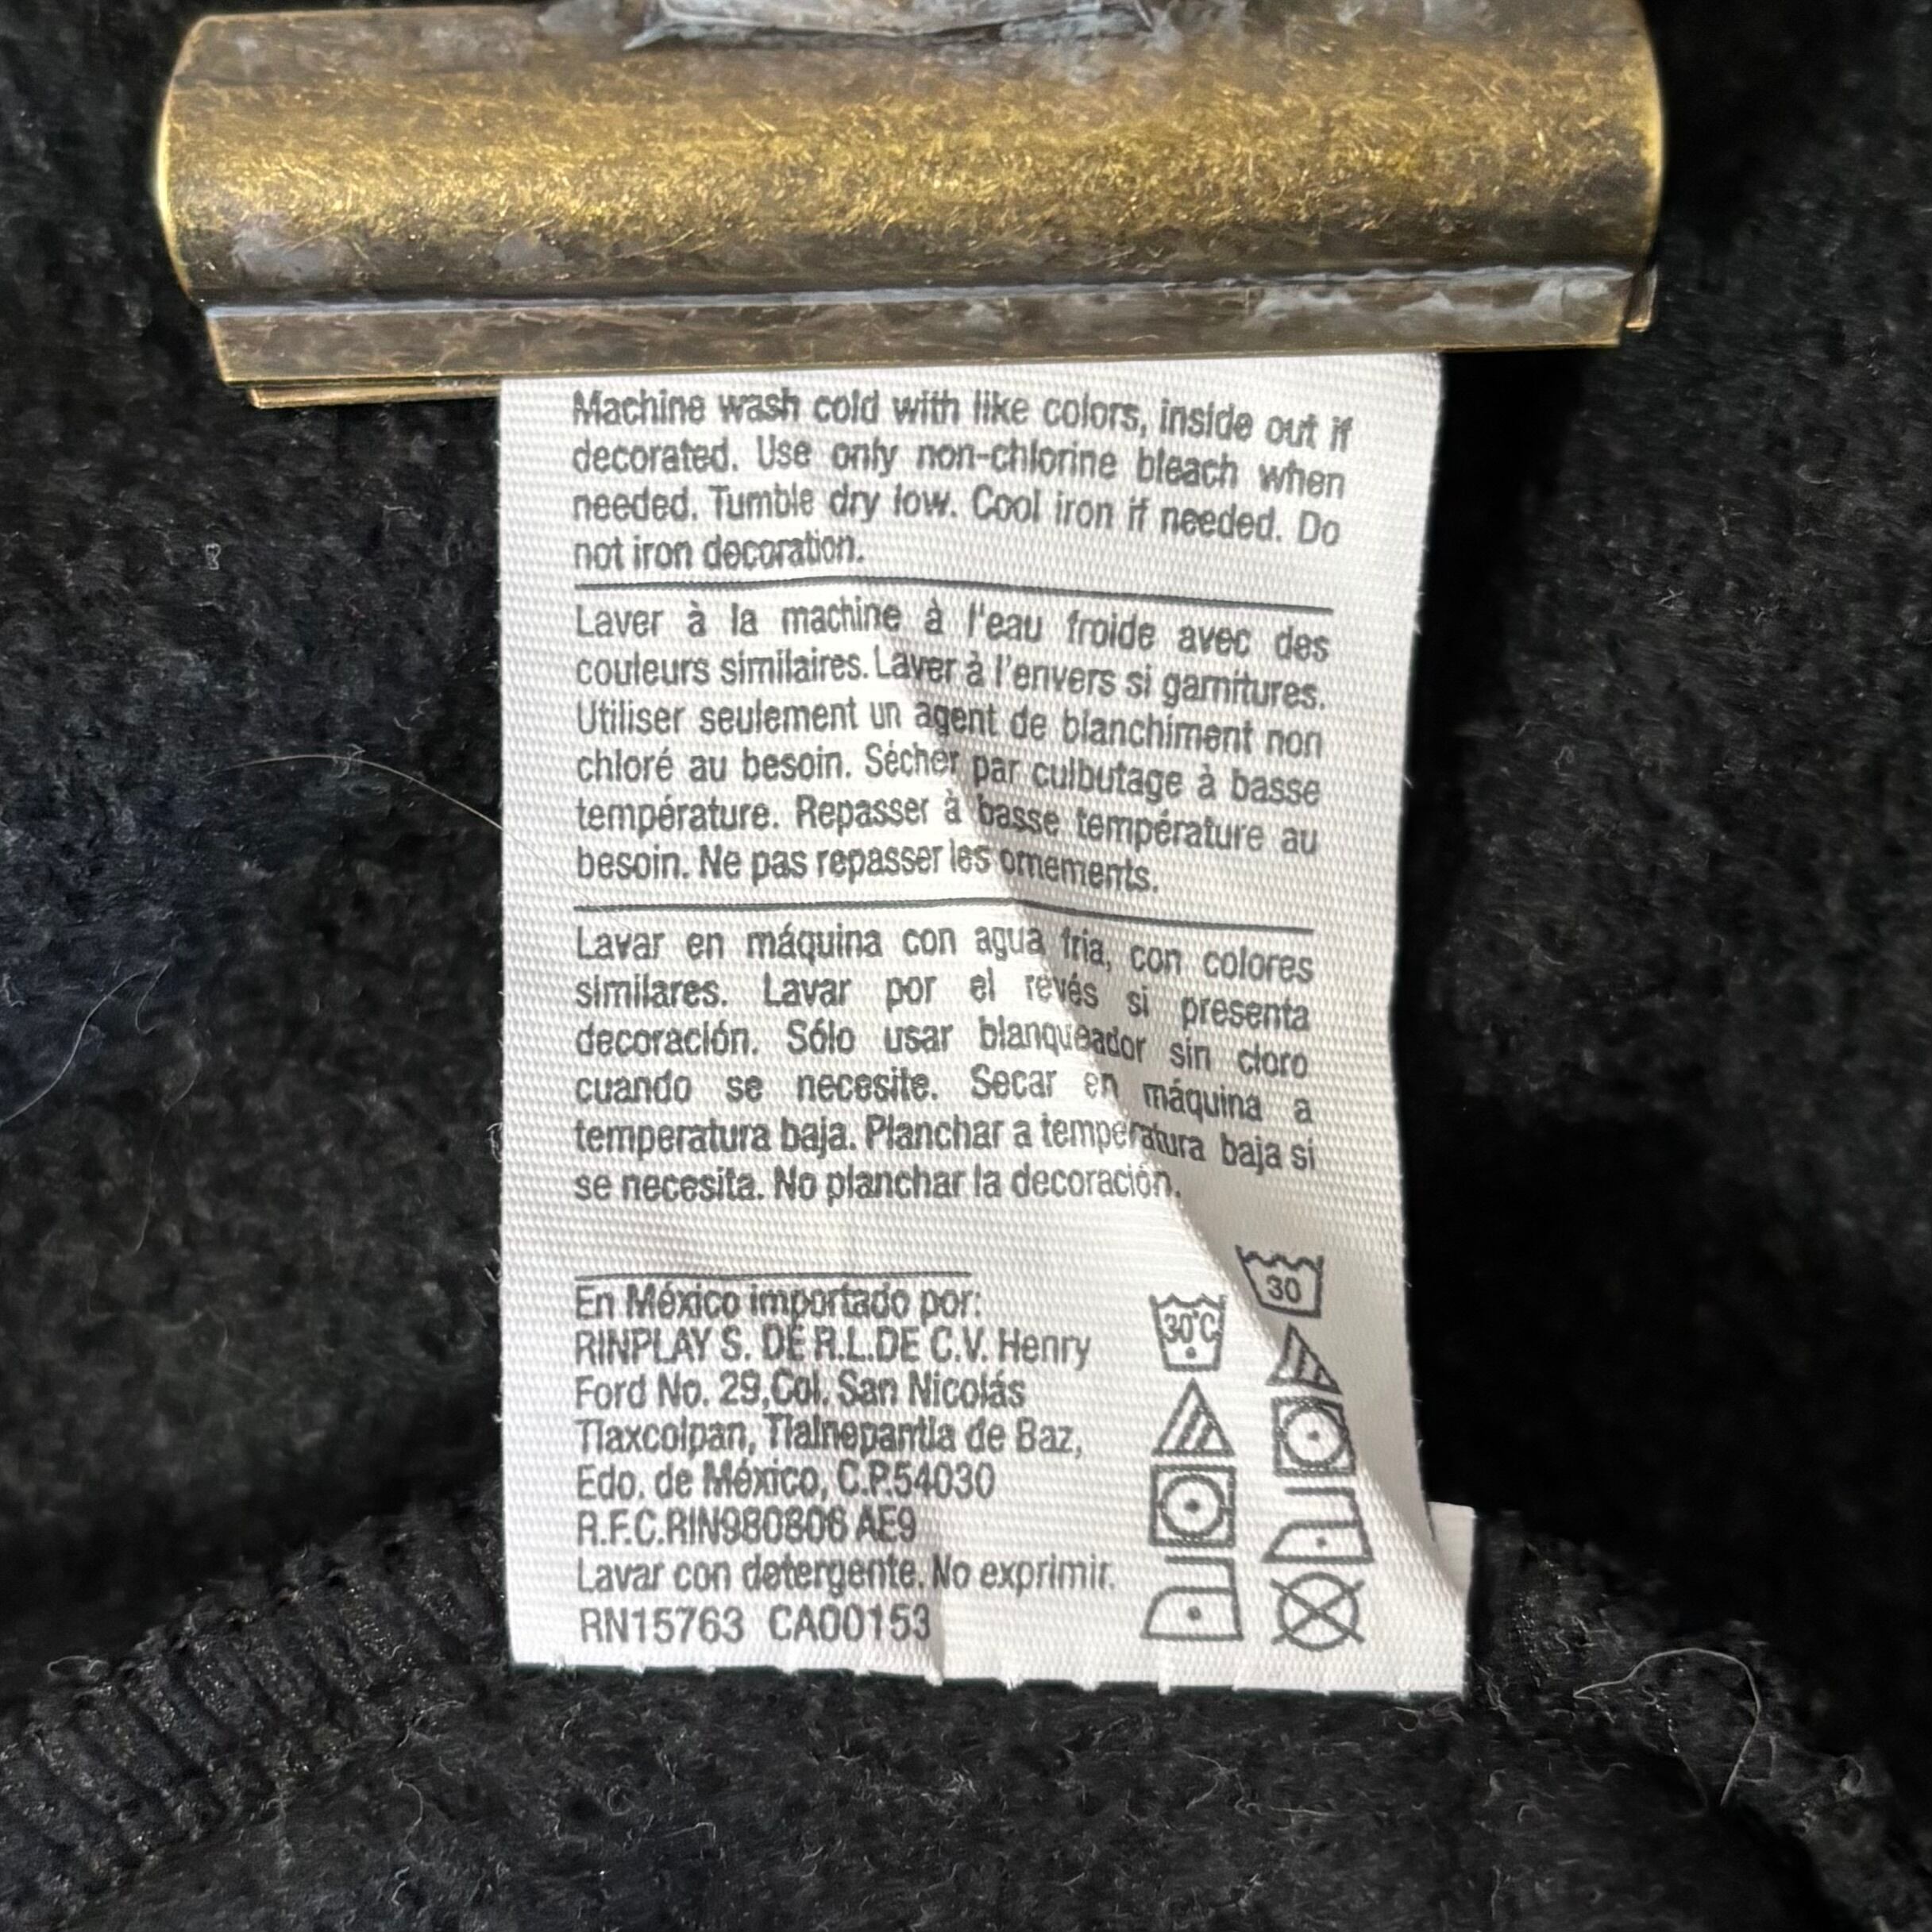 Machine wash cold with like colors, inside out if
decorated. Use only non-chlorine bleach when
needed. Tumble dry low. Cool iron if needed. Do
not iron decoration.
Laver à la machine à l'eau froide avec des
couleurs similaires. Laver à l'envers si garnitures.
Utiliser seulement un agent de blanchiment non
chloré au besoin. Sécher par culbutage à basse
température. Repasser à basse température au
besoin. Ne pas repasser les ornements.
Lavar en máquina con agua fria, con colores
similares. Lavar por el revés si presenta
decoración. Sólo usar blanqueador sin cloro
cuando se necesite. Secar en máquina a
temperatura baja. Planchar a temperatura baja si
se necesita. No planchar la decoración.
En México importado por:
RINPLAY S. DE R.L.DE C.V. Henry
Ford No. 29,Col. San Nicolás
Tlaxcolpan, Tlalnepantla de Baz,
Edo. de México, C.P.54030
R.F.C.RIN980806 AE9
Lavar con detergente. No exprimir.
RN15763 CA00153
30°C
30